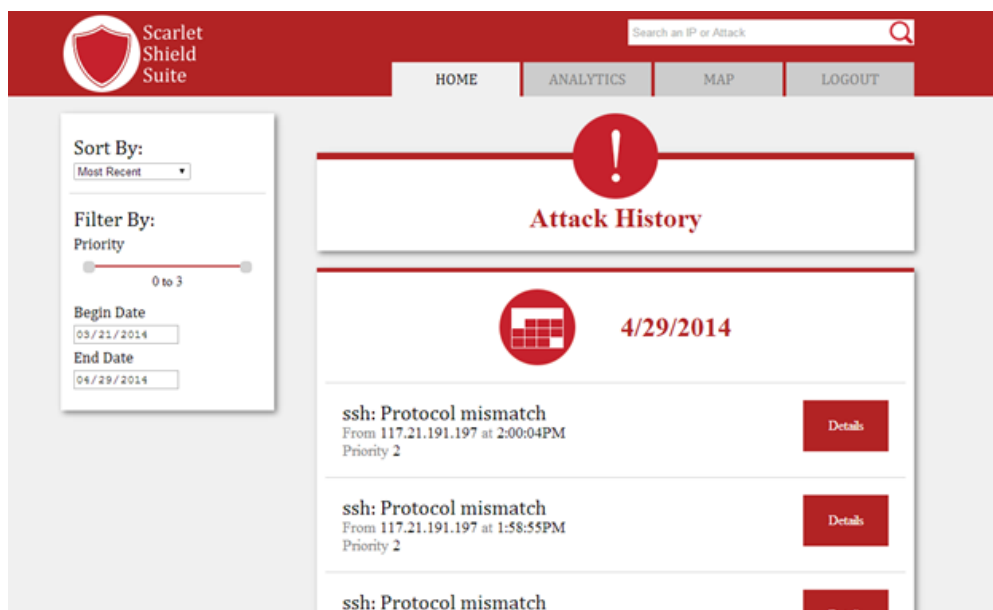 Scarlet
Shield
Suite
Search an IP or Attack
HOME
ANALYTICS
MAP
LOGOUT
Sort By:
Most Recent
Filter By:
Priority
0 to 3
Begin Date
03/21/2014
End Date
04/29/2014
!
Attack History
4/29/2014
ssh: Protocol mismatch
From 117.21.191.197 at 2:00:04PM
Priority 2
Details
ssh: Protocol mismatch
From 117.21.191.197 at 1:58:55PM
Priority 2
Details
ssh: Protocol mismatch